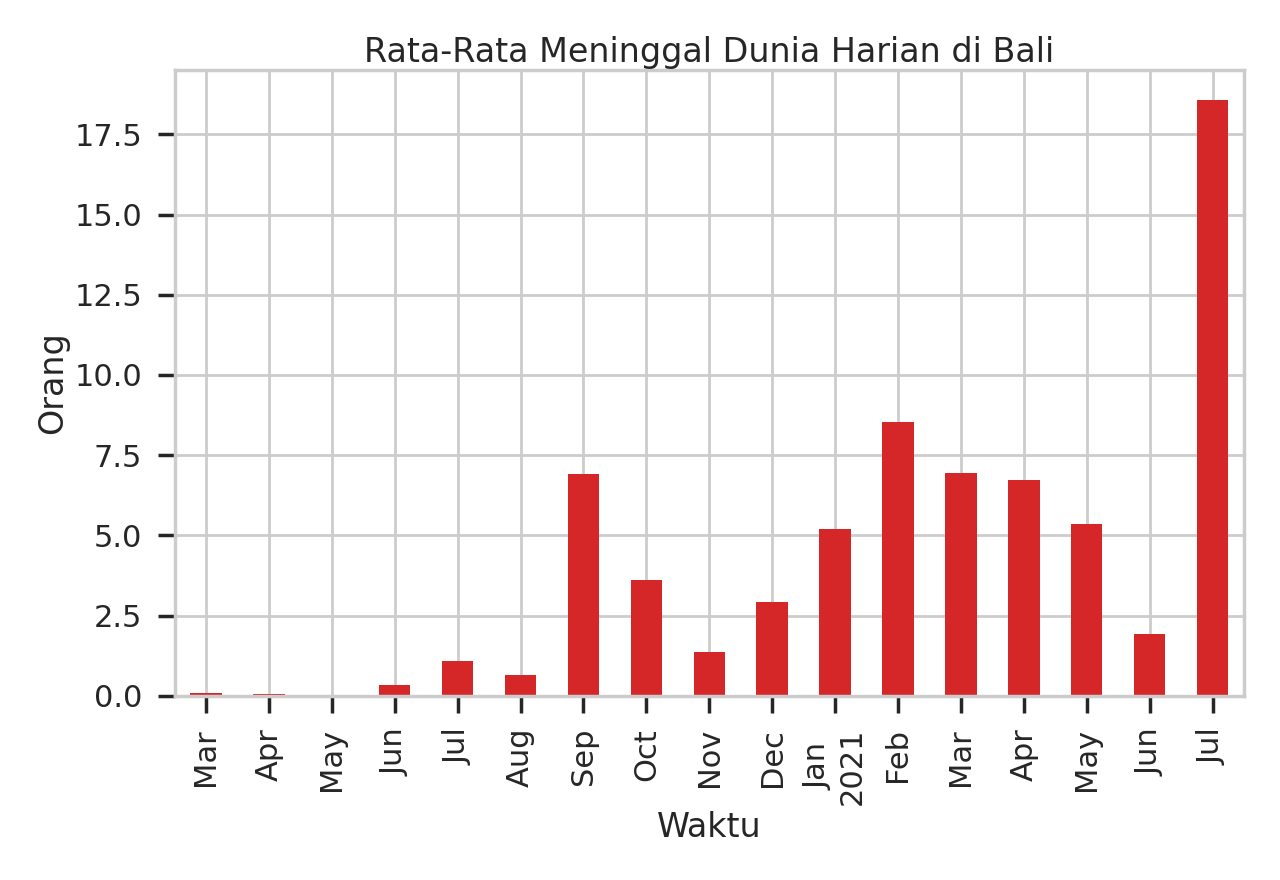 Rata-Rata Meninggal Dunia Harian di Bali
17.5
15.0
12.5
10.0
7.5
5.0
2.5
0.0
Orang
Mar
Apr
May
Jun
Jul
Aug
Sep
Oct
Nov
Dec
Jan
2021
Feb
Mar
Apr
May
Jun
Jul
Waktu